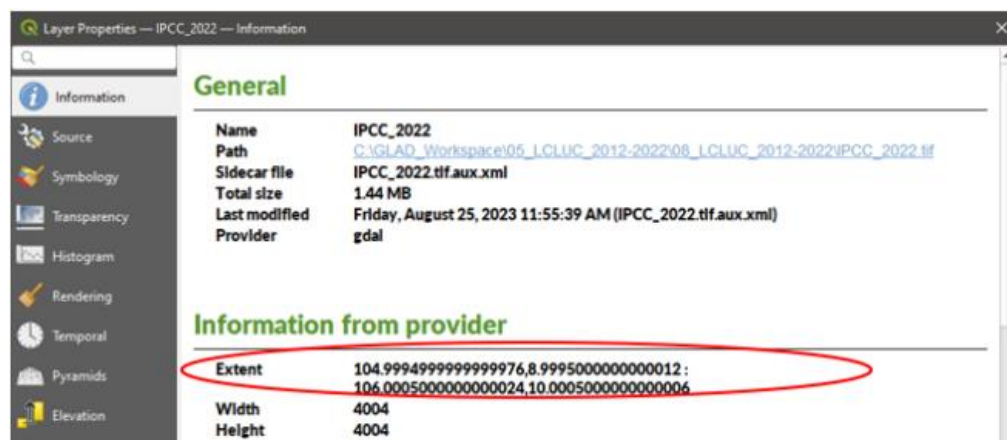 Layer Properties — IPCC_2022 — Information
Information
Source
Symbology
Transparency
Histogram
Rendering
Temporal
Pyramids
Elevation
General
Name IPCC_2022
Path C:\GLAD_Workspace\05_LCLUC_2012-2022\08_LCLUC_2012-2022\IPCC_2022.tif
Sidecar file IPCC_2022.tif.aux.xml
Total size 1.44 MB
Last modified Friday, August 25, 2023 11:55:39 AM (IPCC_2022.tif.aux.xml)
Provider gdal
Information from provider
Extent 104.9994999999999976,8.9995000000000012 :
106.0005000000000024,10.0005000000000006
Width 4004
Height 4004